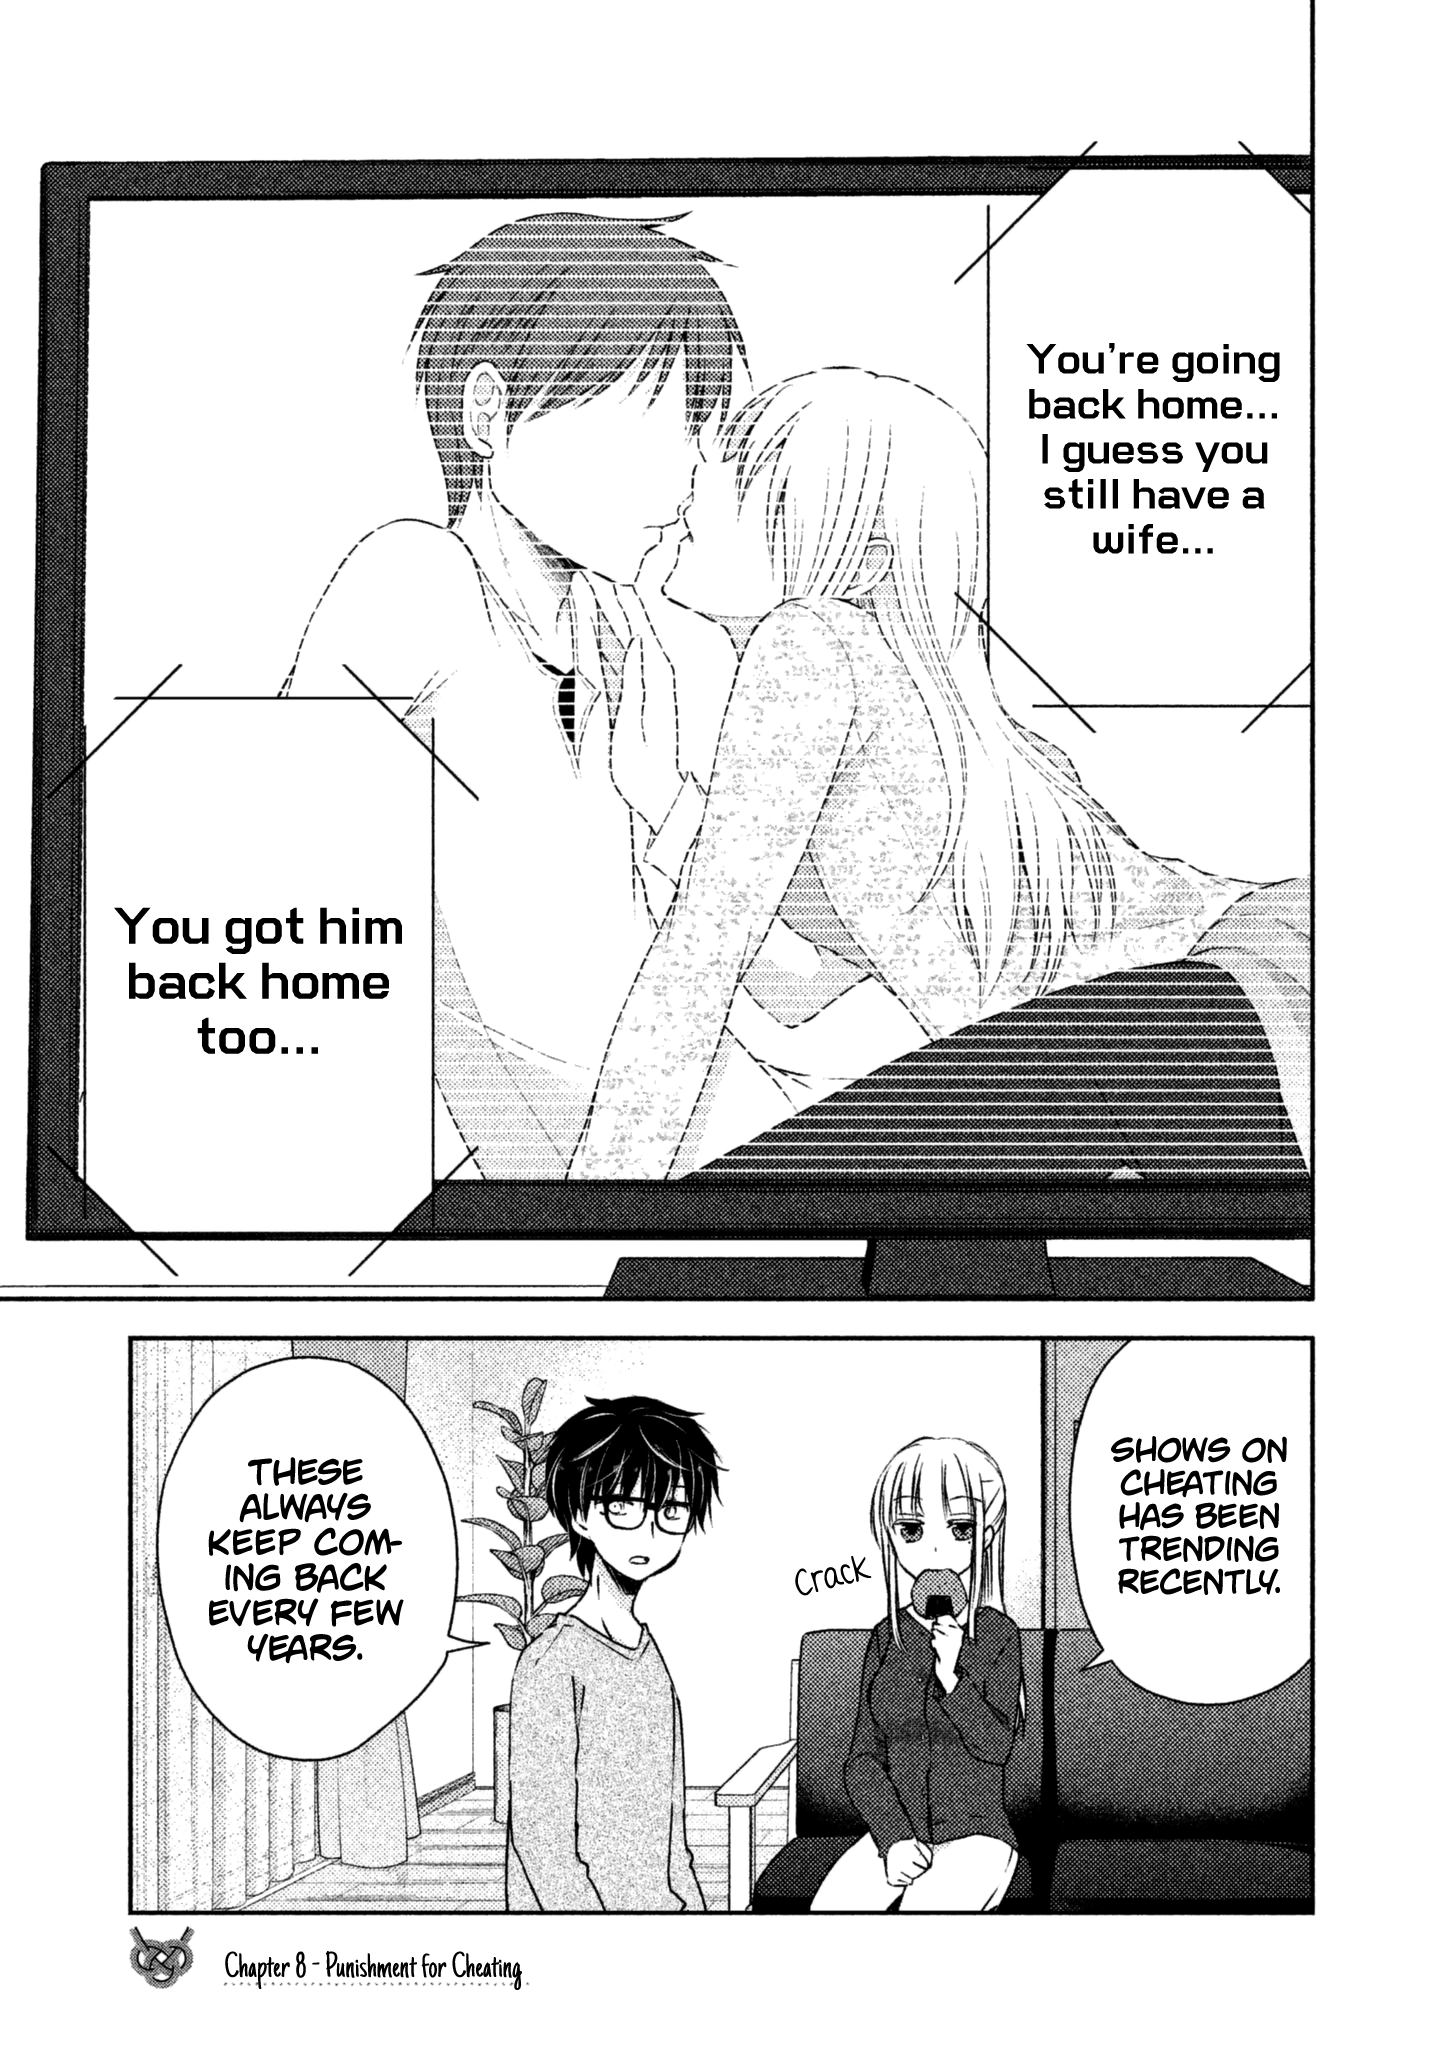 You're going
back home...
I guess you
still have a
wife...
You got him
back home
too...
SHOWS ON
CHEATING
HAS BEEN
TRENDING
RECENTLY.
Crack
THESE
ALWAYS
KEEP COM-
ING BACK
EVERY FEW
YEARS.
Chapter 8 - Punishment for Cheating